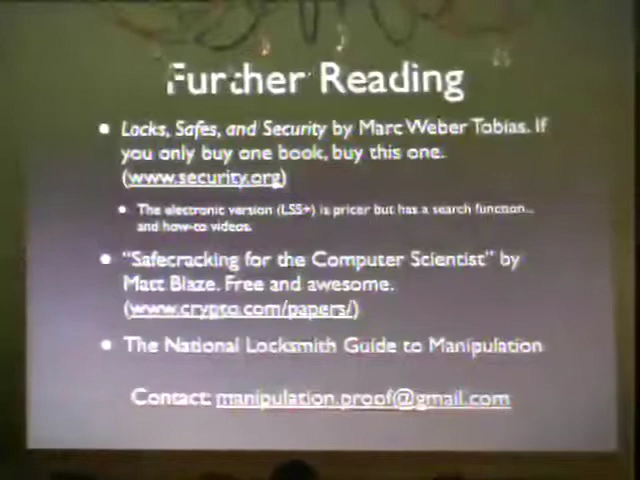 Further Reading
• Locks, Safes, and Security by Marc Weber Tobias. If
you only buy one book, buy this one.
(www.security.org)
• The electronic version (LSS+) is pricer but has a search function...
and how-to videos.
• "Safecracking for the Computer Scientist" by
Matt Blaze. Free and awesome.
(www.crypto.com/papers/)
• The National Locksmith Guide to Manipulation
Contact: manipulation.proof@gmail.com